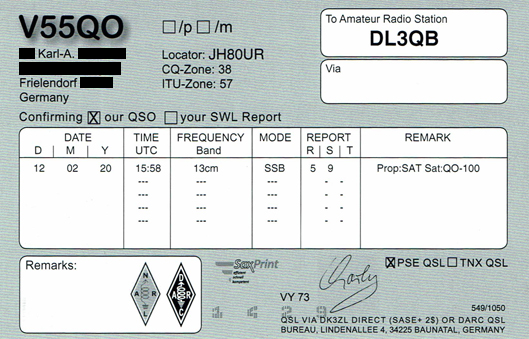 V55QO
/p /m
Karl-A.
Locator: JH80UR
CQ-Zone: 38
Frielendorf
ITU-Zone: 57
Germany
To Amateur Radio Station
DL3QB
Via
Confirming X our QSO your SWL Report
DATE TIME FREQUENCY MODE REPORT REMARK
D | M | Y UTC Band R | S | T
12 02 20 15:58 13cm SSB 5 9 Prop:SAT Sat:QO-100
--- --- --- - -
--- --- --- - -
--- --- --- - -
--- --- --- - -
Remarks:
N A R L
D A R C
SaxPrint
effizient
schnell
kompetent
VY 73
X PSE QSL TNX QSL
549/1050
QSL VIA DK3ZL DIRECT (SASE+ 2$) OR DARC QSL
BUREAU, LINDENALLEE 4, 34225 BAUNATAL, GERMANY